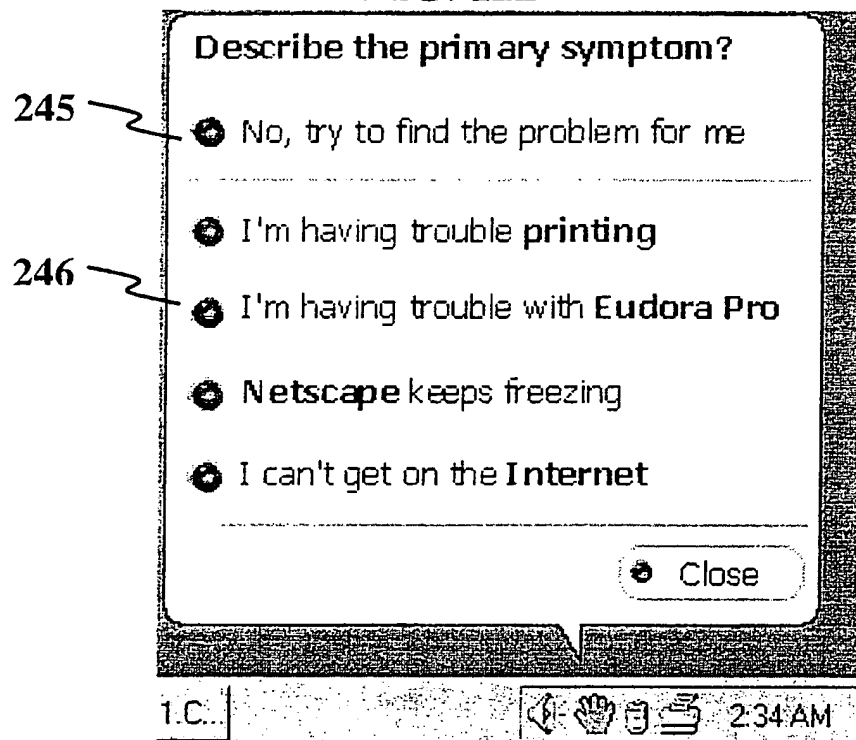 Describe the primary symptom?
245
No, try to find the problem for me
I'm having trouble printing
246
I'm having trouble with Eudora Pro
Netscape keeps freezing
I can't get on the Internet
Close
1.C...
2:34 AM